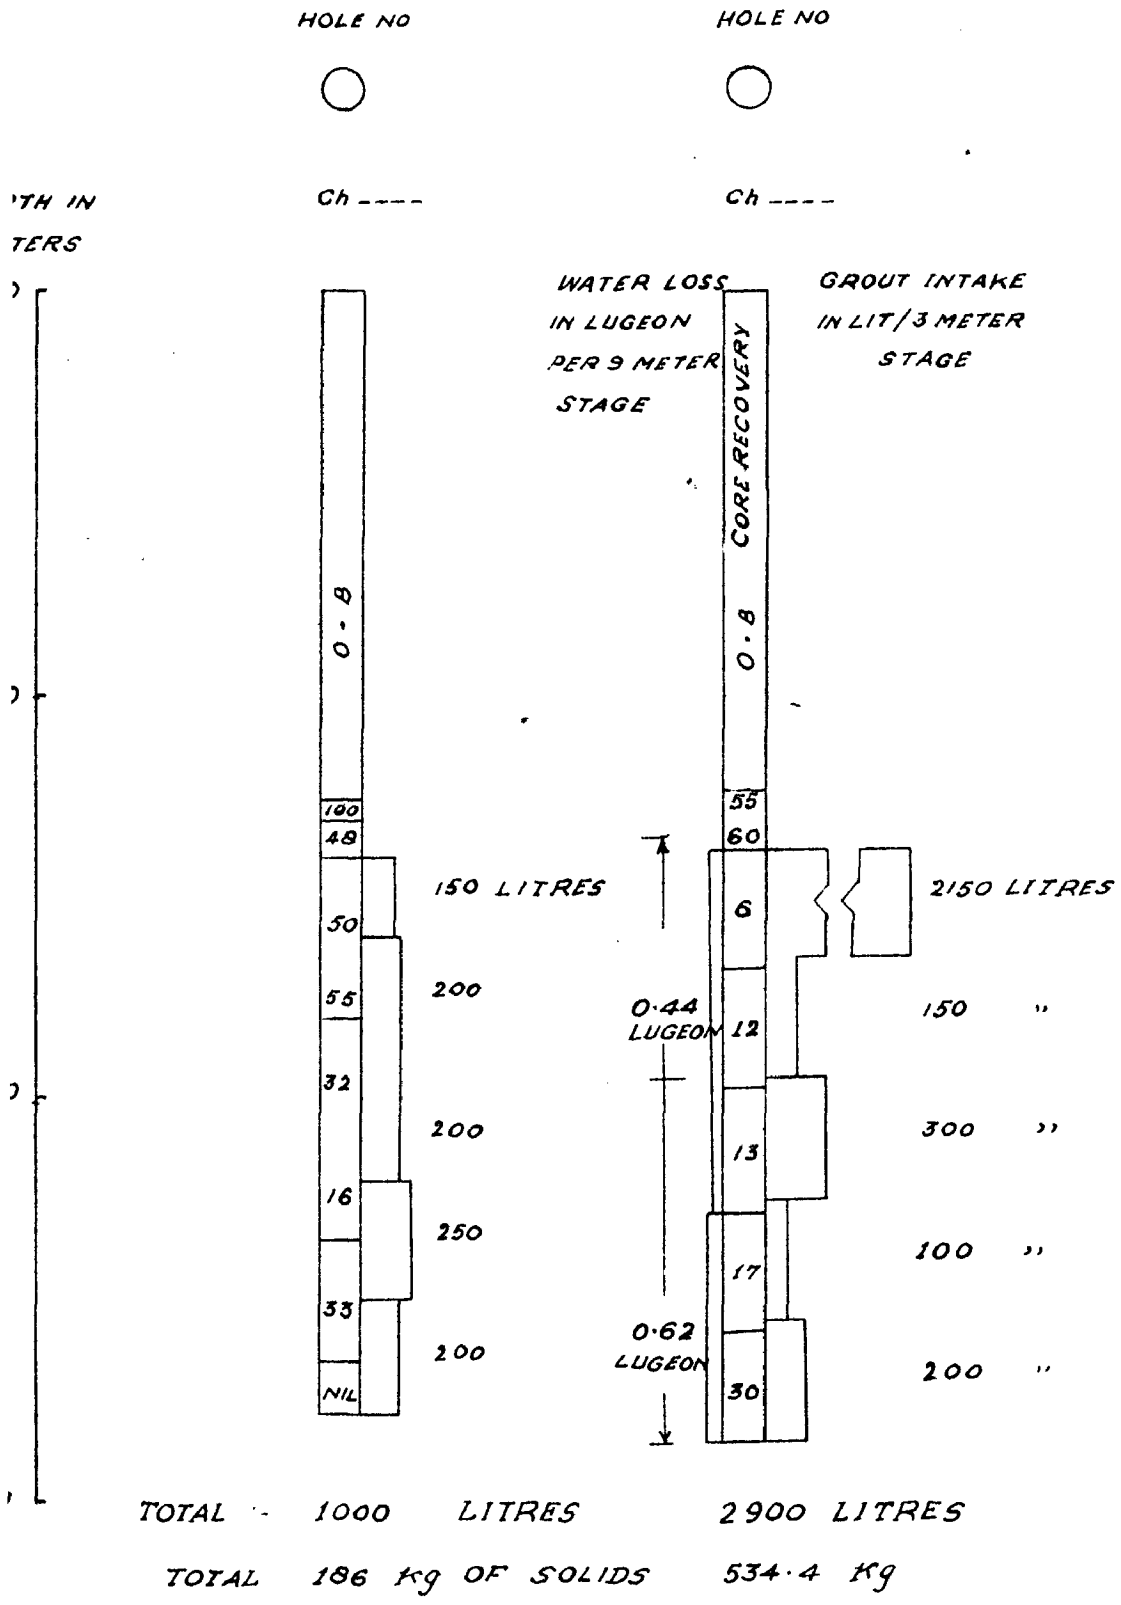 HOLE NO
HOLE NO
Ch ----
Ch ----
TH IN
TERS
WATER LOSS
IN LUGEON
PER 9 METER
STAGE
GROUT INTAKE
IN LIT/3 METER
STAGE
CORE RECOVERY
O·B
O·B
100
48
50
55
32
16
33
NIL
150 LITRES
200
200
250
200
55
60
6
12
13
17
30
0·44
LUGEON
0·62
LUGEON
2150 LITRES
150 "
300 "
100 "
200 "
TOTAL - 1000 LITRES 2900 LITRES
TOTAL 186 Kg OF SOLIDS 534·4 Kg